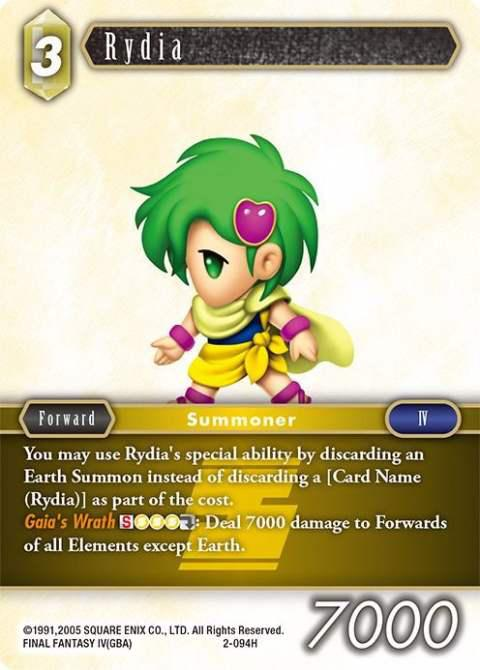 3
Rydia
Forward
Summoner
IV
You may use Rydia's special ability by discarding an
Earth Summon instead of discarding a [Card Name
(Rydia)] as part of the cost.
Gaia's Wrath S: Deal 7000 damage to Forwards
of all Elements except Earth.
©1991,2005 SQUARE ENIX CO., LTD. All Rights Reserved.
FINAL FANTASY IV(GBA)
2-094H
7000